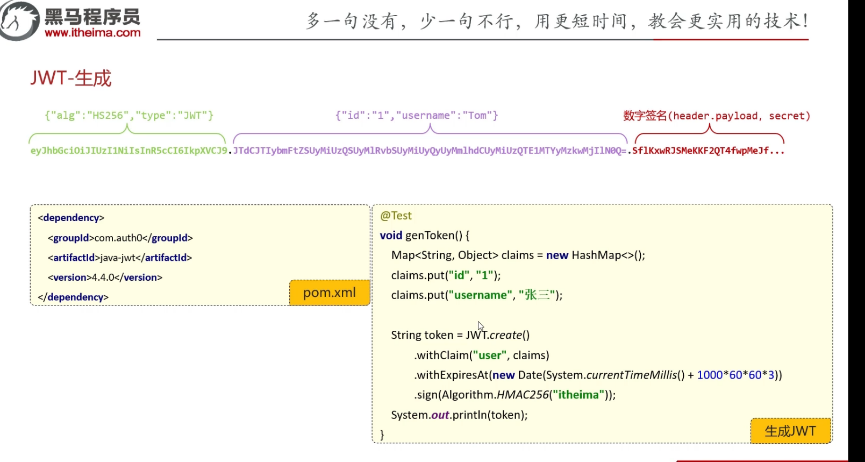 黑马程序员
www.itheima.com
多一句没有，少一句不行，用更短时间，教会更实用的技术！
JWT-生成
{"alg":"HS256","type":"JWT"}
{"id":"1","username":"Tom"}
数字签名(header.payload, secret)
eyJhbGciOiJIUzI1NiIsInR5cCI6IkpXVCJ9.JTdCJTIybmFtZSUyMiUzQSUyMlRvbSUyMiUyQyUyMmlhdCUyMiUzQTE1MTYyMzkwMjIlN0Q=.SflKxwRJSMeKKF2QT4fwpMeJf...
<dependency>
<groupId>com.auth0</groupId>
<artifactId>java-jwt</artifactId>
<version>4.4.0</version>
</dependency>
pom.xml
@Test
void genToken() {
Map<String, Object> claims = new HashMap<>();
claims.put("id", "1");
claims.put("username", "张三");
String token = JWT.create()
.withClaim("user", claims)
.withExpiresAt(new Date(System.currentTimeMillis() + 1000*60*60*3))
.sign(Algorithm.HMAC256("itheima"));
System.out.println(token);
}
生成JWT